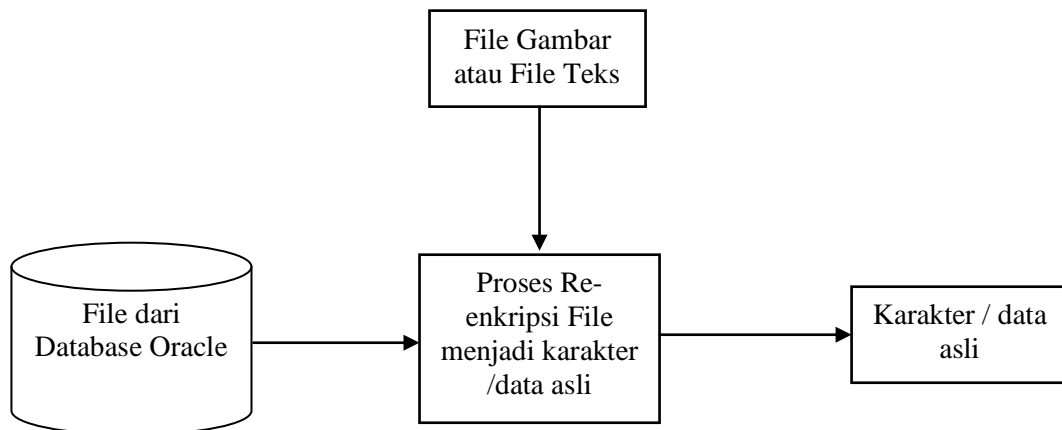 File Gambar
atau File Teks
File dari
Database Oracle
Proses Re-
enkripsi File
menjadi karakter
/data asli
Karakter / data
asli